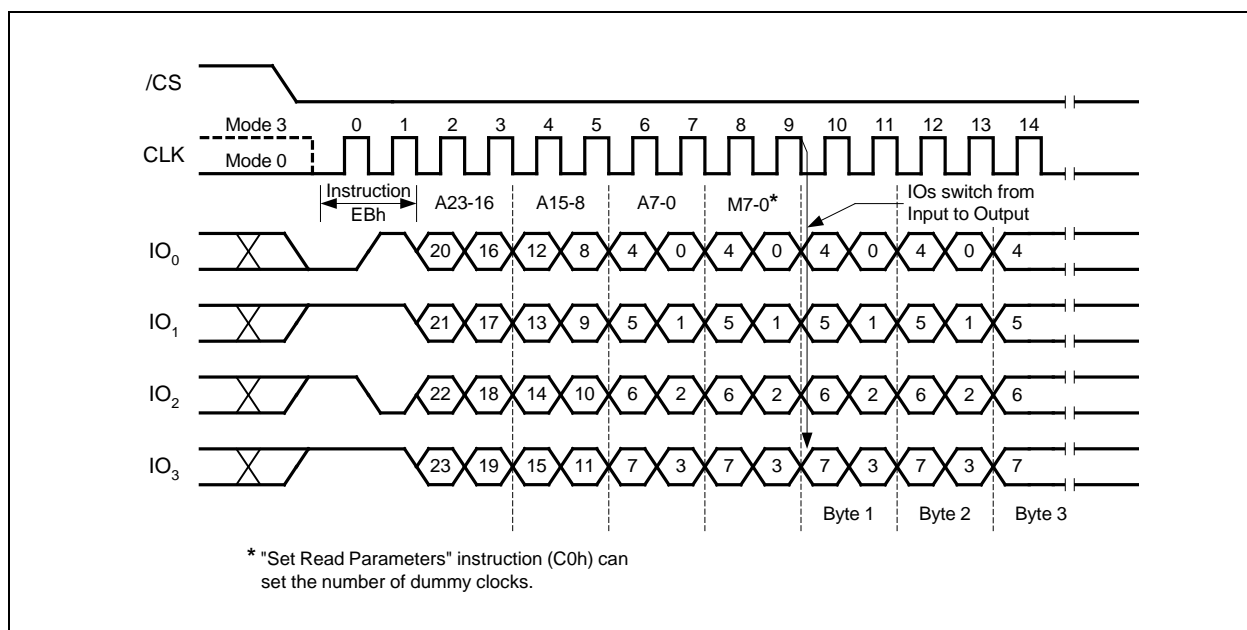 /CS
Mode 3 0 1 2 3 4 5 6 7 8 9 10 11 12 13 14
CLK
Mode 0
Instruction
EBh
A23-16 A15-8 A7-0 M7-0*
IOs switch from
Input to Output
IO0 20 16 12 8 4 0 4 0 4 0 4 0 4
IO1 21 17 13 9 5 1 5 1 5 1 5 1 5
IO2 22 18 14 10 6 2 6 2 6 2 6 2 6
IO3 23 19 15 11 7 3 7 3 7 3 7 3 7
Byte 1 Byte 2 Byte 3
* "Set Read Parameters" instruction (C0h) can
set the number of dummy clocks.